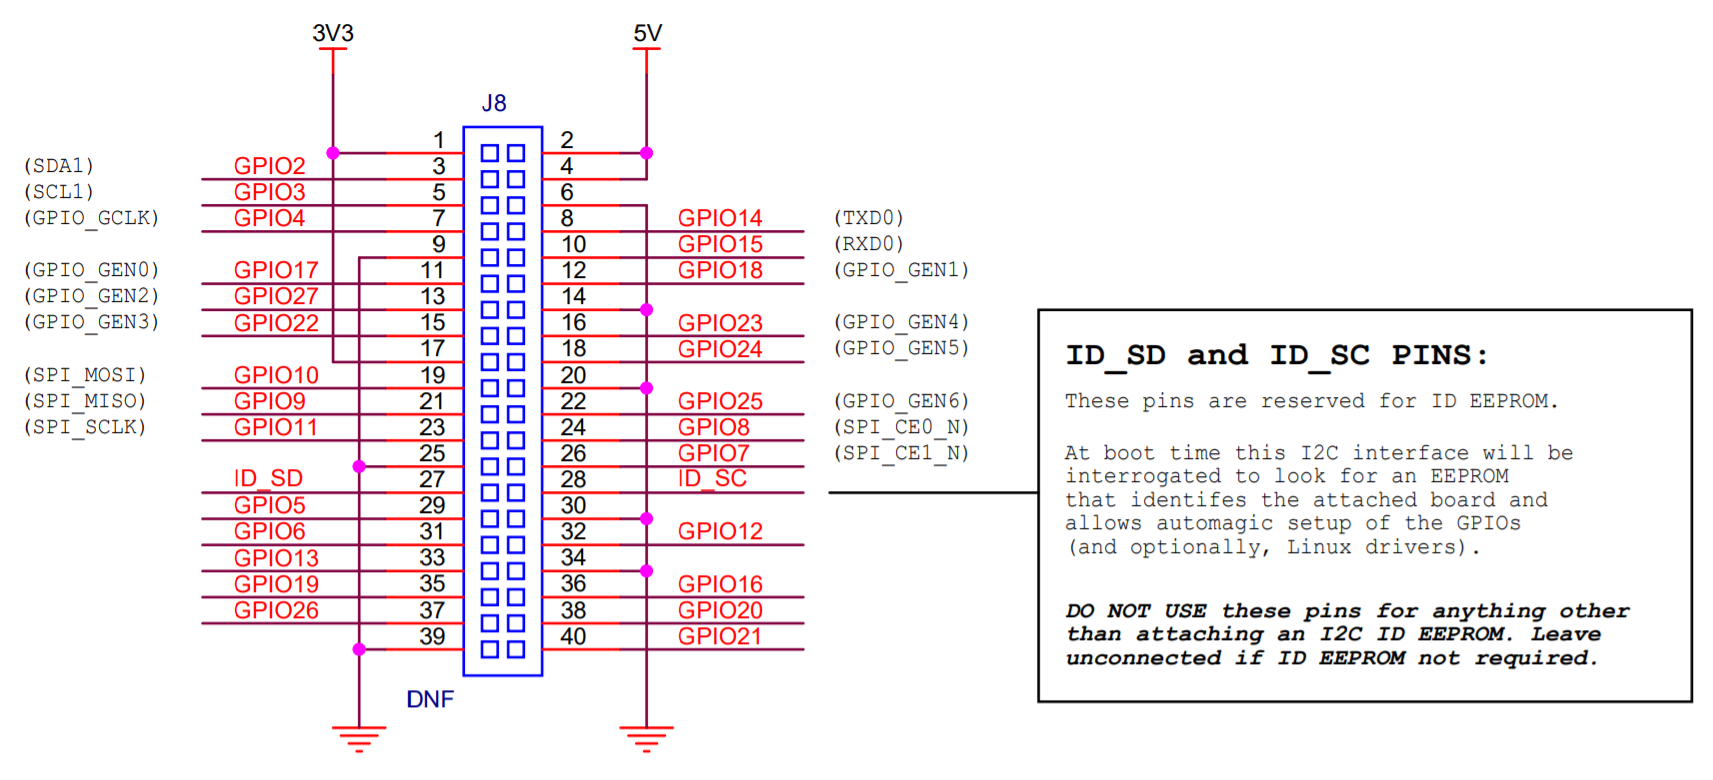 3V3 5V
J8
1 2
(SDA1) GPIO2 3 4
(SCL1) GPIO3 5 6
(GPIO_GCLK) GPIO4 7 8 GPIO14 (TXD0)
9 10 GPIO15 (RXD0)
(GPIO_GEN0) GPIO17 11 12 GPIO18 (GPIO_GEN1)
(GPIO_GEN2) GPIO27 13 14
(GPIO_GEN3) GPIO22 15 16 GPIO23 (GPIO_GEN4)
17 18 GPIO24 (GPIO_GEN5)
(SPI_MOSI) GPIO10 19 20
(SPI_MISO) GPIO9 21 22 GPIO25 (GPIO_GEN6)
(SPI_SCLK) GPIO11 23 24 GPIO8 (SPI_CE0_N)
25 26 GPIO7 (SPI_CE1_N)
ID_SD 27 28 ID_SC
GPIO5 29 30
GPIO6 31 32 GPIO12
GPIO13 33 34
GPIO19 35 36 GPIO16
GPIO26 37 38 GPIO20
39 40 GPIO21
DNF
ID_SD and ID_SC PINS:
These pins are reserved for ID EEPROM.
At boot time this I2C interface will be
interrogated to look for an EEPROM
that identifes the attached board and
allows automagic setup of the GPIOs
(and optionally, Linux drivers).
DO NOT USE these pins for anything other
than attaching an I2C ID EEPROM. Leave
unconnected if ID EEPROM not required.